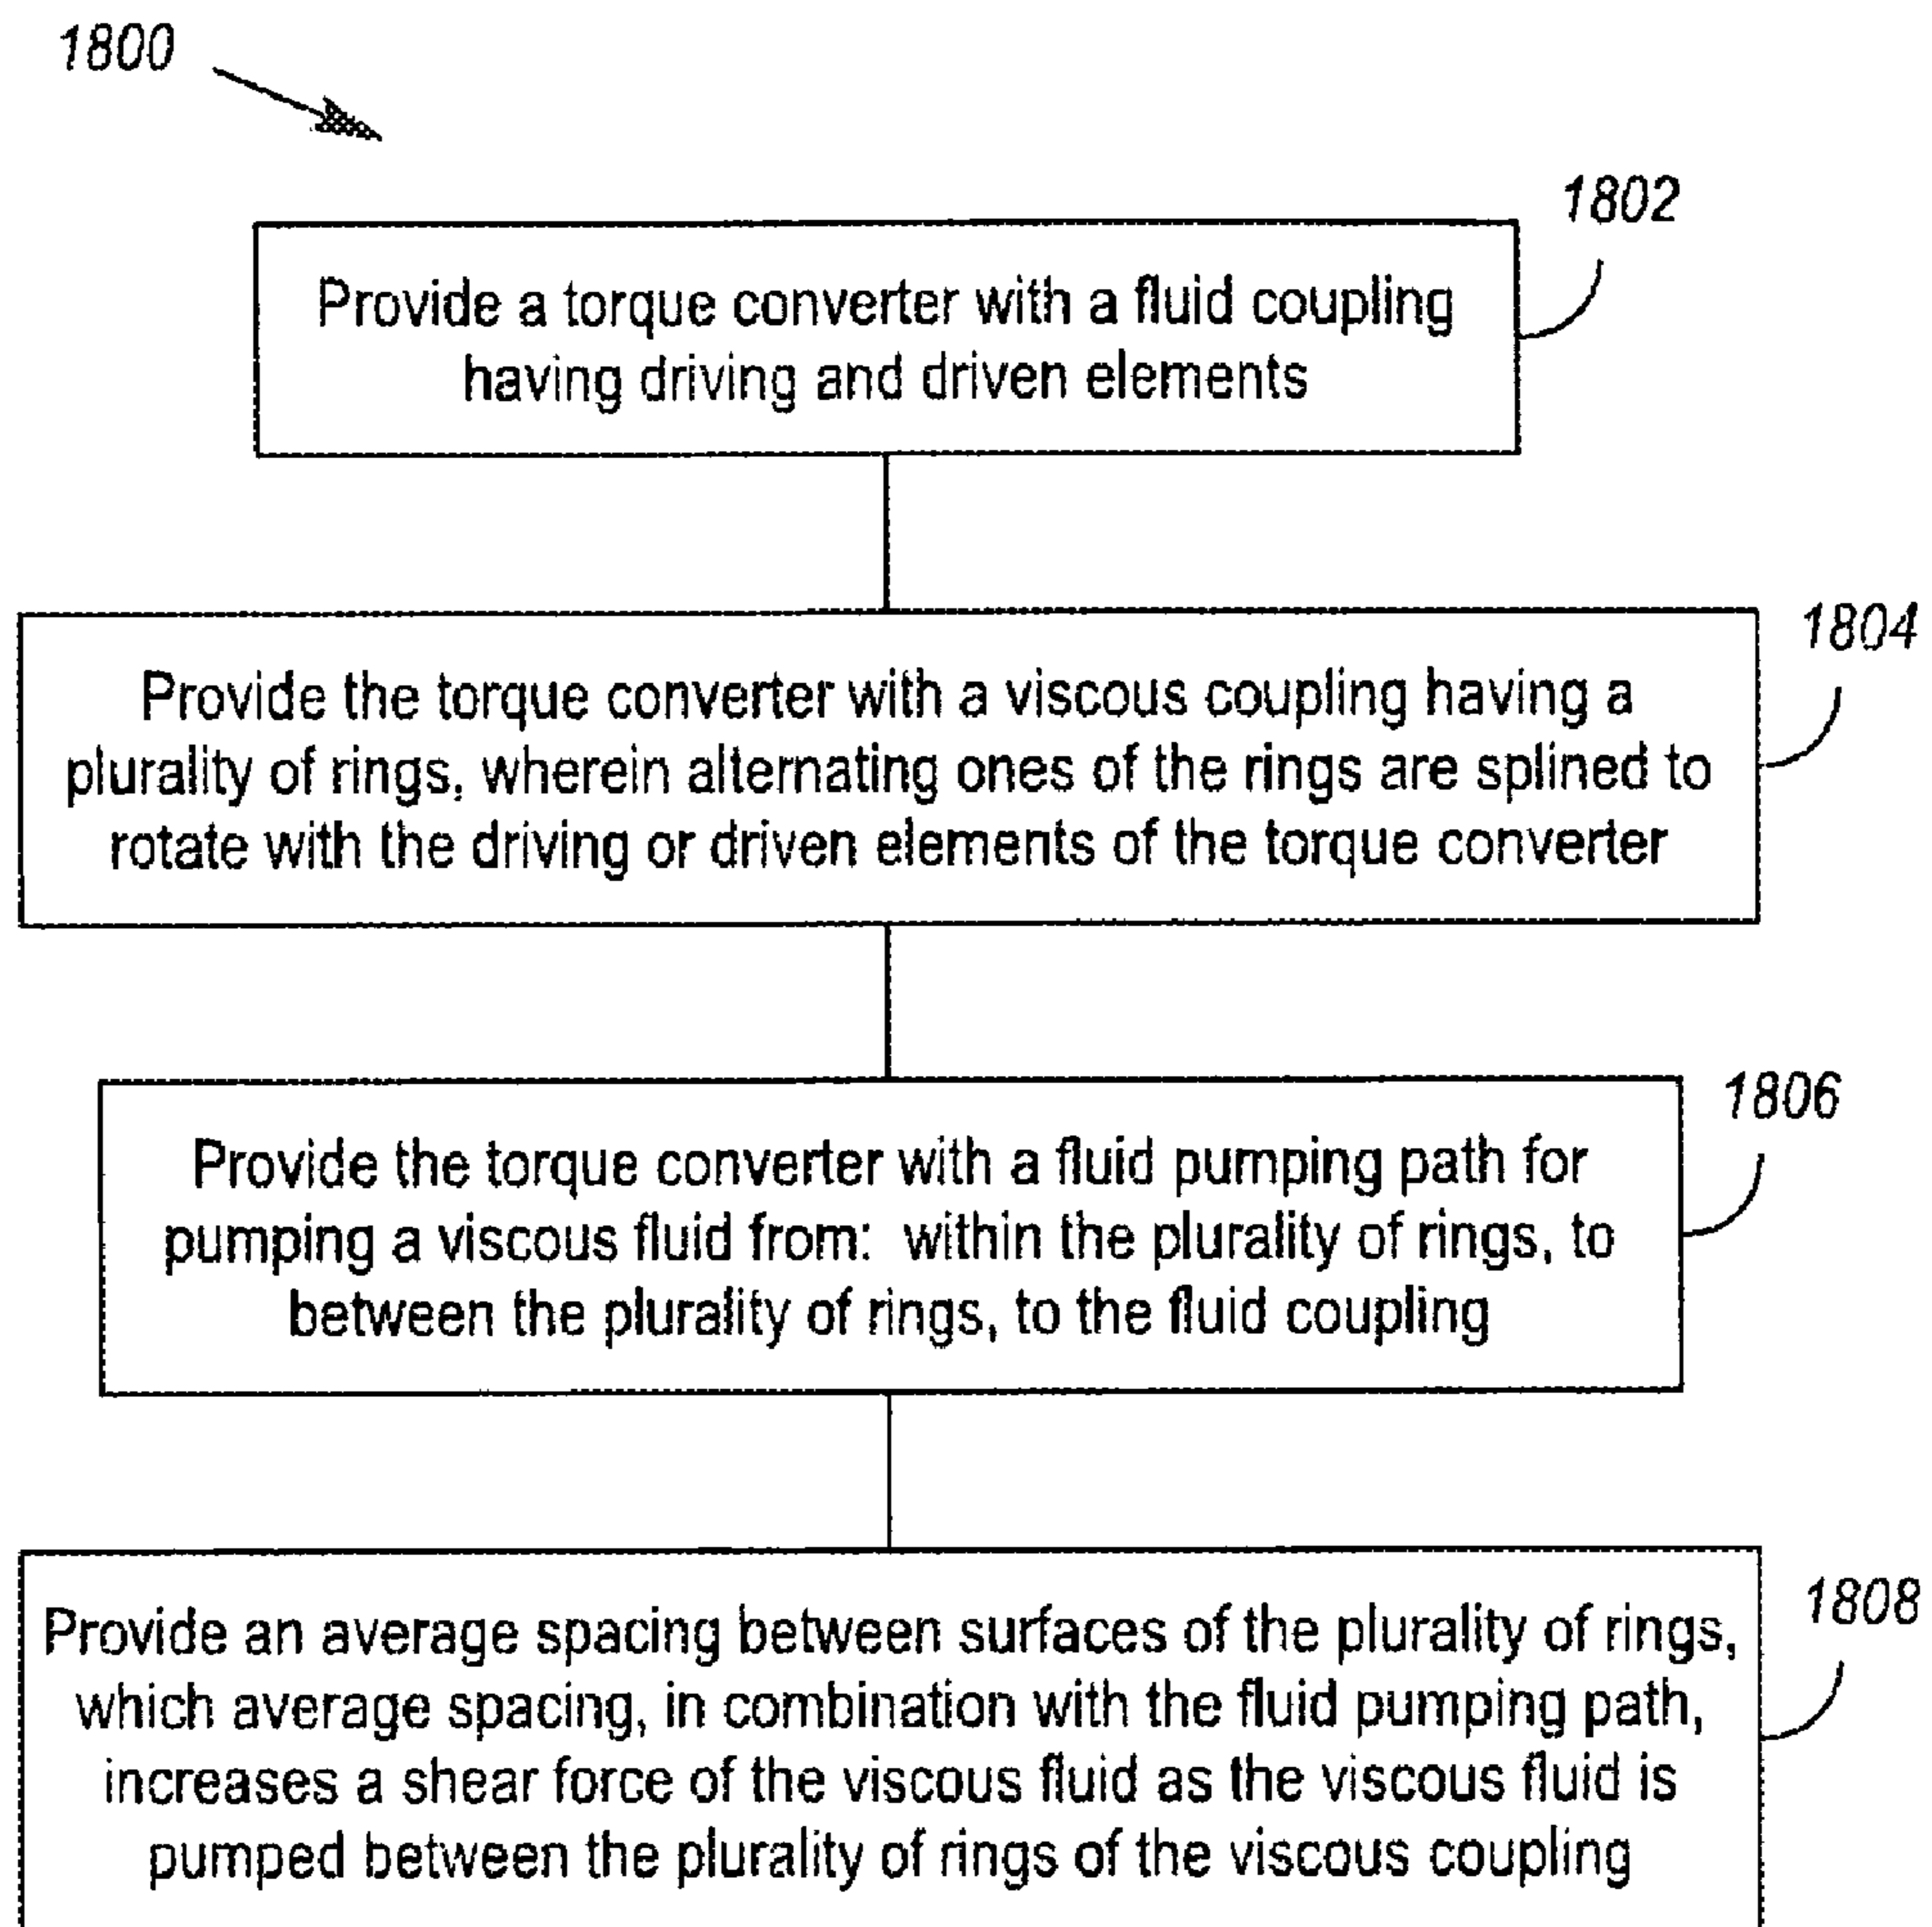 1800
1802
Provide a torque converter with a fluid coupling
having driving and driven elements
1804
Provide the torque converter with a viscous coupling having a
plurality of rings, wherein alternating ones of the rings are splined to
rotate with the driving or driven elements of the torque converter
1806
Provide the torque converter with a fluid pumping path for
pumping a viscous fluid from: within the plurality of rings, to
between the plurality of rings, to the fluid coupling
1808
Provide an average spacing between surfaces of the plurality of rings,
which average spacing, in combination with the fluid pumping path,
increases a shear force of the viscous fluid as the viscous fluid is
pumped between the plurality of rings of the viscous coupling